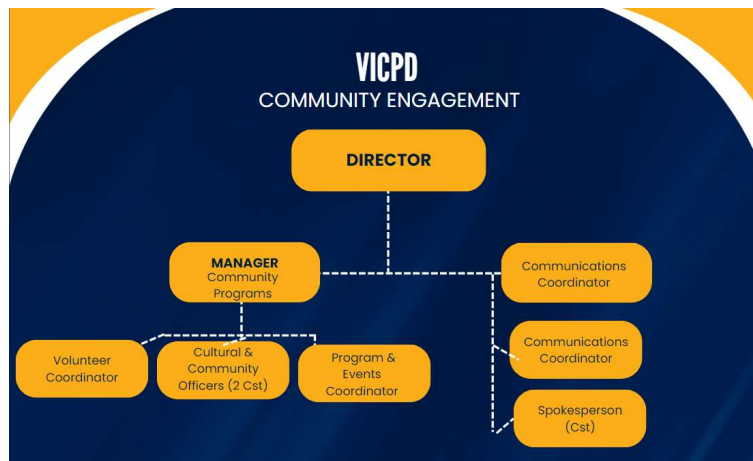 VICPD
COMMUNITY ENGAGEMENT
DIRECTOR
MANAGER
Community
Programs
Communications
Coordinator
Communications
Coordinator
Spokesperson
(Cst)
Volunteer
Coordinator
Cultural &
Community
Officers (2 Cst)
Program &
Events
Coordinator